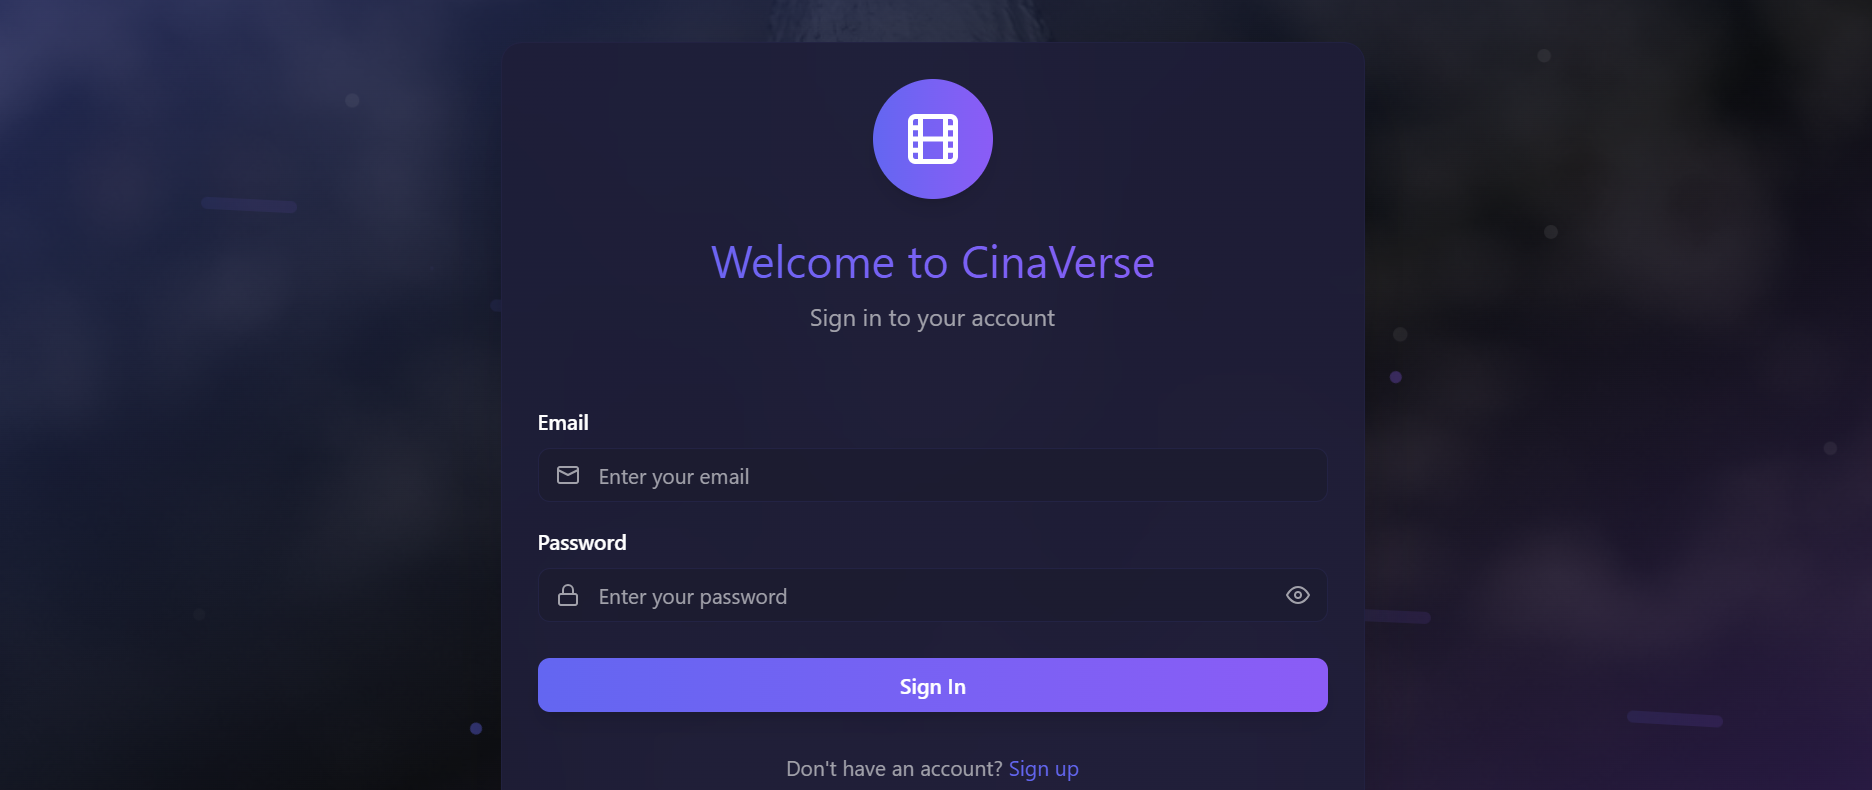 Welcome to CinaVerse
Sign in to your account
Email
Enter your email
Password
Enter your password
Sign In
Don't have an account? Sign up